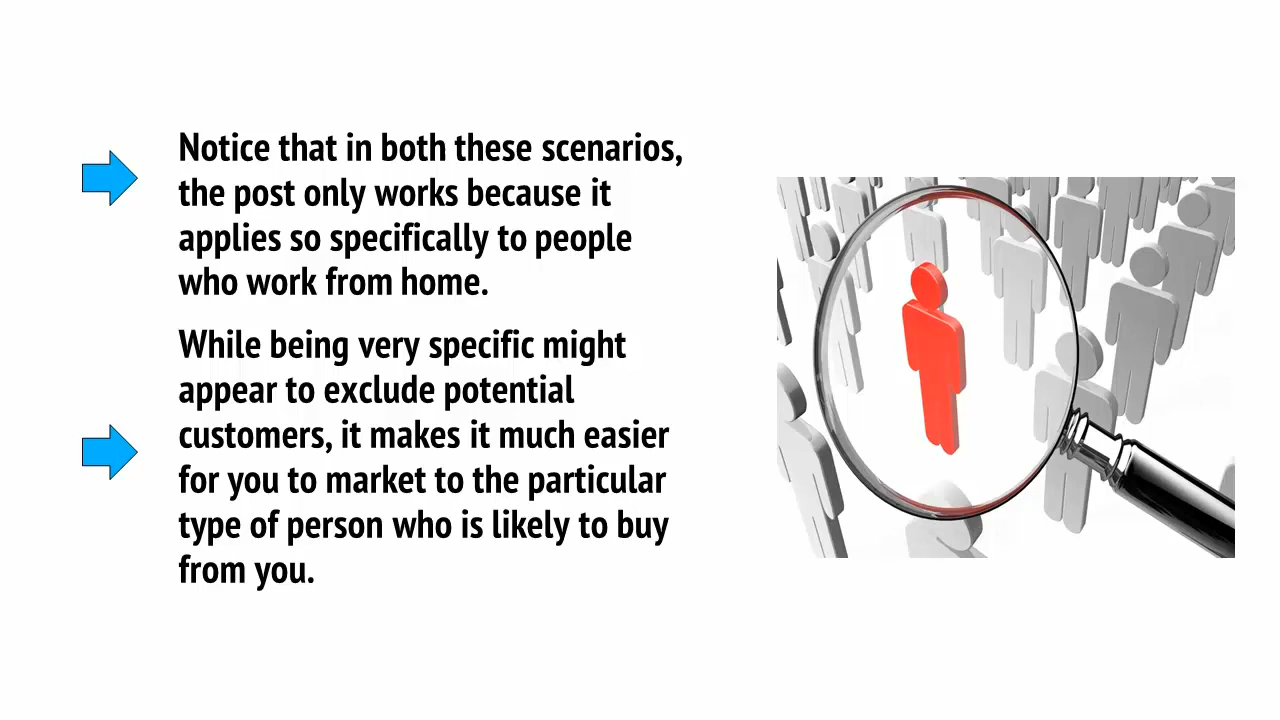 Notice that in both these scenarios,
the post only works because it
applies so specifically to people
who work from home.
While being very specific might
appear to exclude potential
customers, it makes it much easier
for you to market to the particular
type of person who is likely to buy
from you.